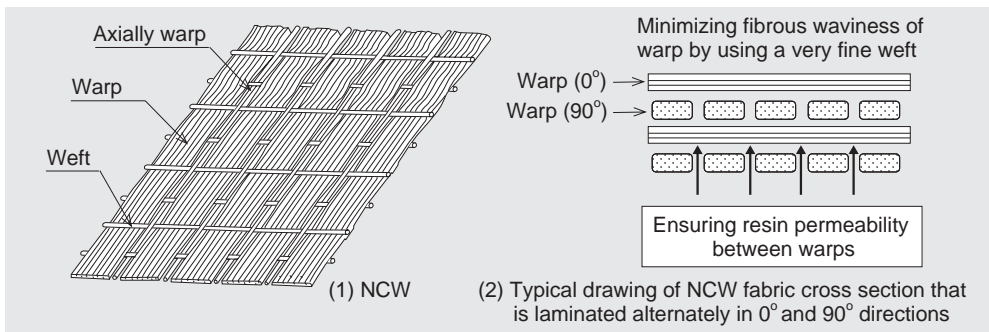 Axially warp
Warp
Weft
(1) NCW
Minimizing fibrous waviness of
warp by using a very fine weft
Warp (0°)
Warp (90°)
Ensuring resin permeability
between warps
(2) Typical drawing of NCW fabric cross section that
is laminated alternately in 0° and 90° directions